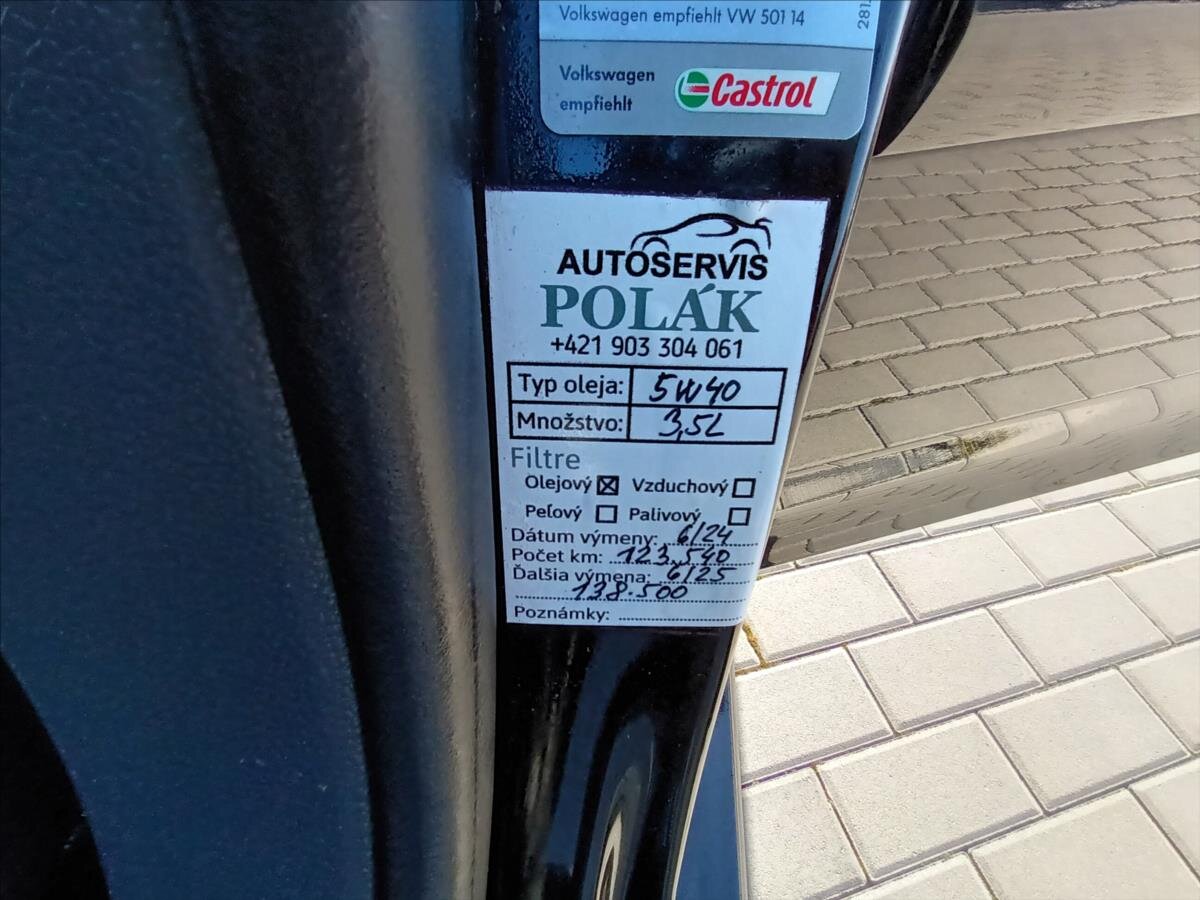 Volkswagen empfiehlt VW 501 14
281
Volkswagen
empfiehlt
Castrol
AUTOSERVIS
POLÁK
+421 903 304 061
Typ oleja: 5W40
Množstvo: 3,5L
Filtre
Olejový Vzduchový
Peľový Palivový
Dátum výmeny: 6/24
Počet km: 123.540
Ďalšia výmena: 6/25
138.500
Poznámky: